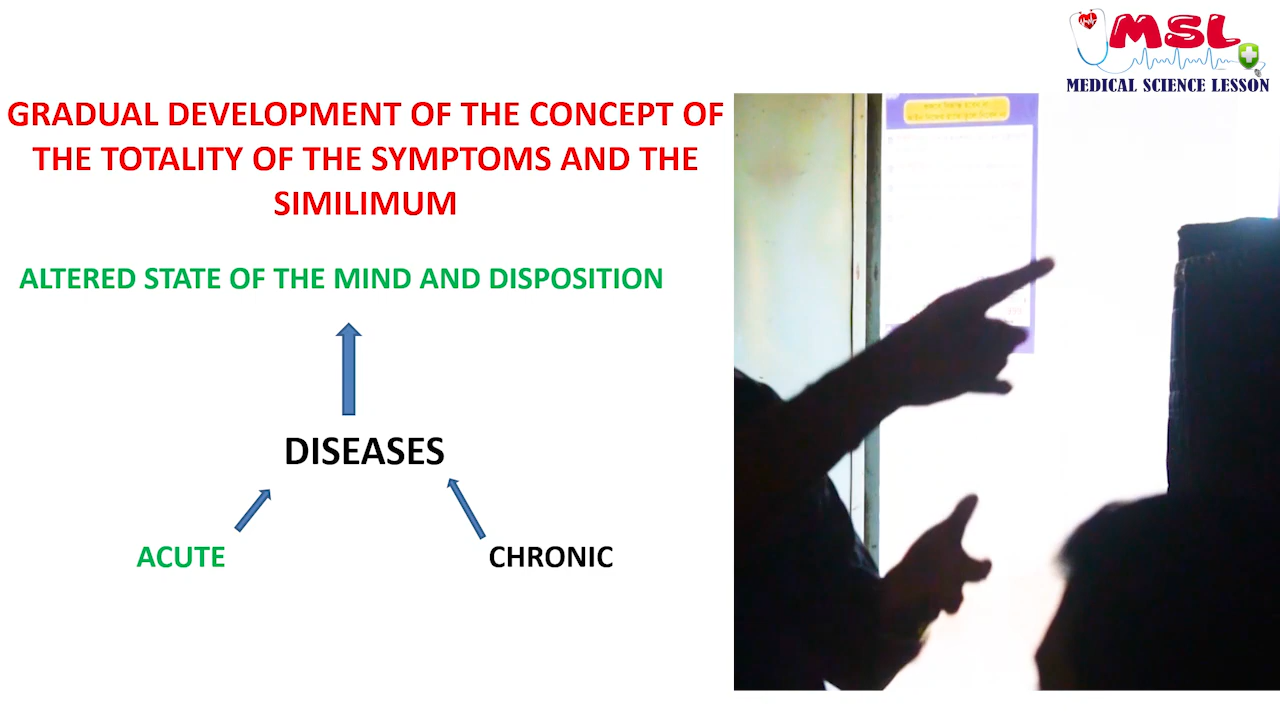 MSL
MEDICAL SCIENCE LESSON
GRADUAL DEVELOPMENT OF THE CONCEPT OF
THE TOTALITY OF THE SYMPTOMS AND THE
SIMILIMUM
ALTERED STATE OF THE MIND AND DISPOSITION
DISEASES
ACUTE
CHRONIC